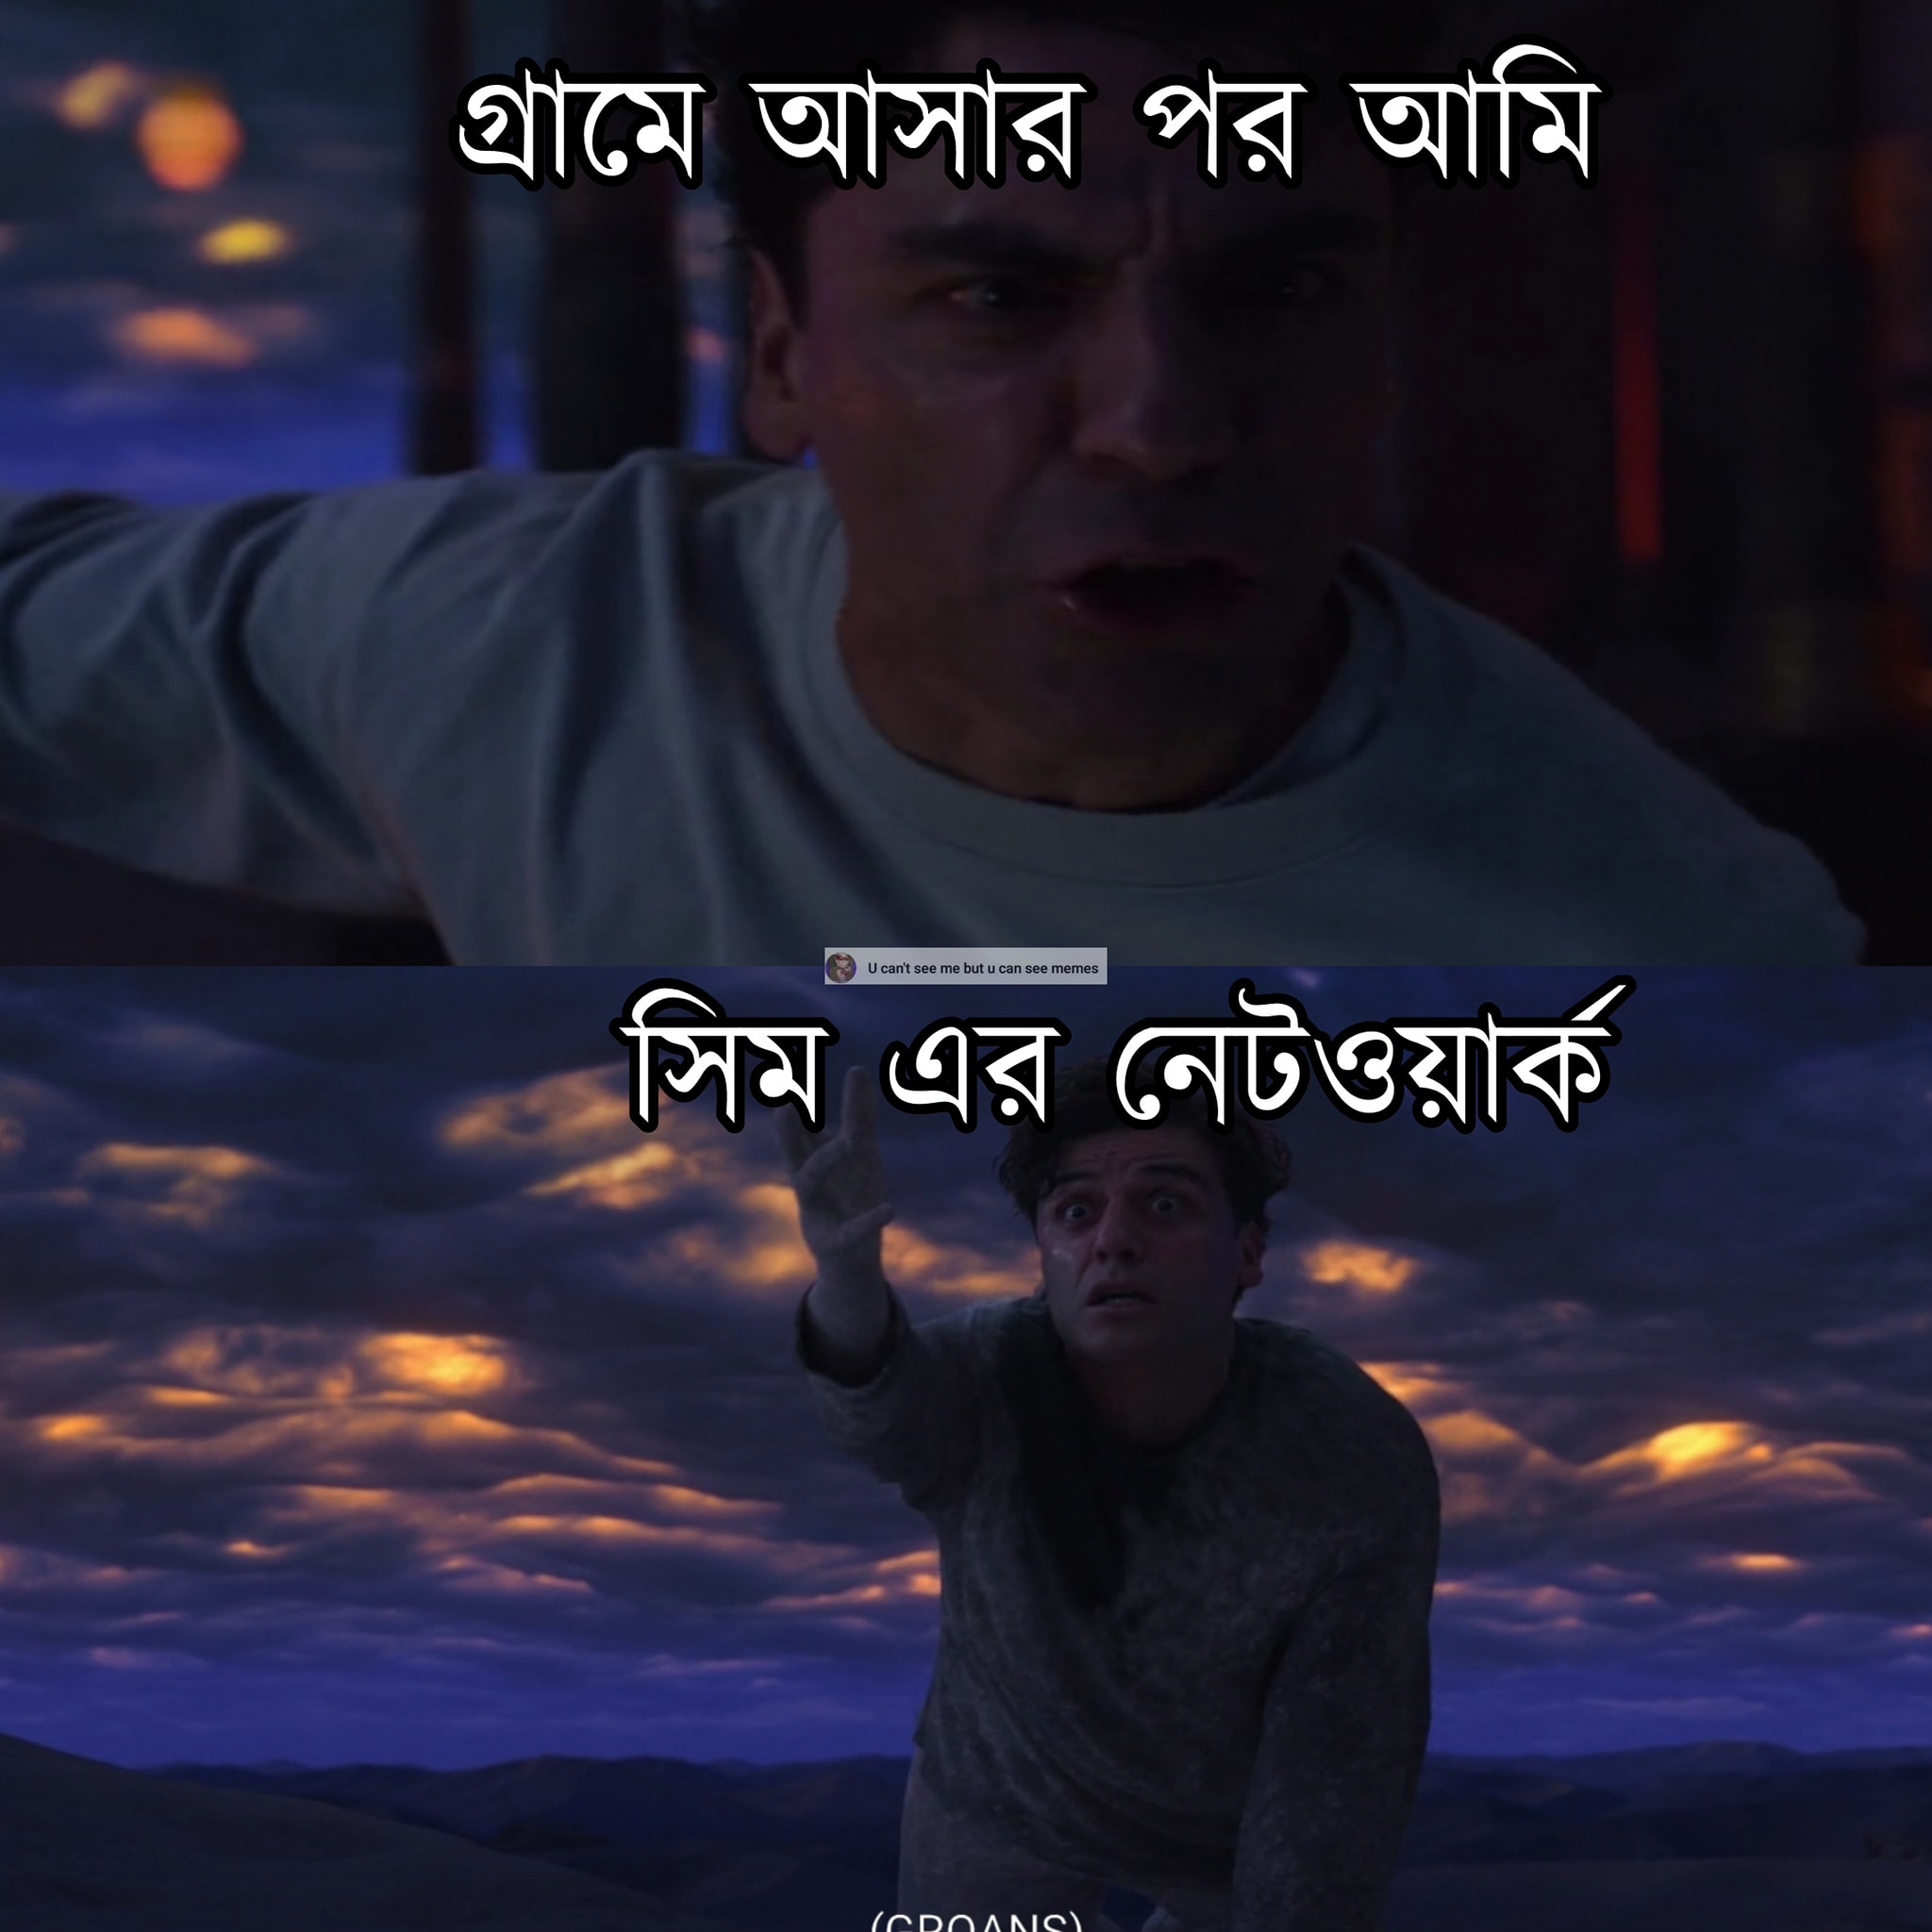 গ্রামে আসার পর আমি
U can't see me but u can see memes
সিম এর নেটওয়ার্ক
(GROANS)